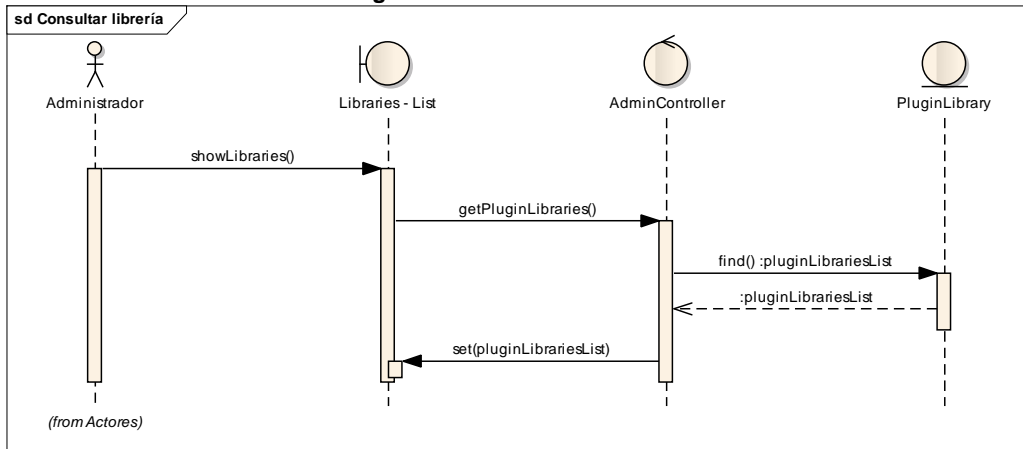 sd Consultar librería
Administrador
Libraries - List
AdminController
PluginLibrary
showLibraries()
getPluginLibraries()
find() :pluginLibrariesList
:pluginLibrariesList
set(pluginLibrariesList)
(from Actores)